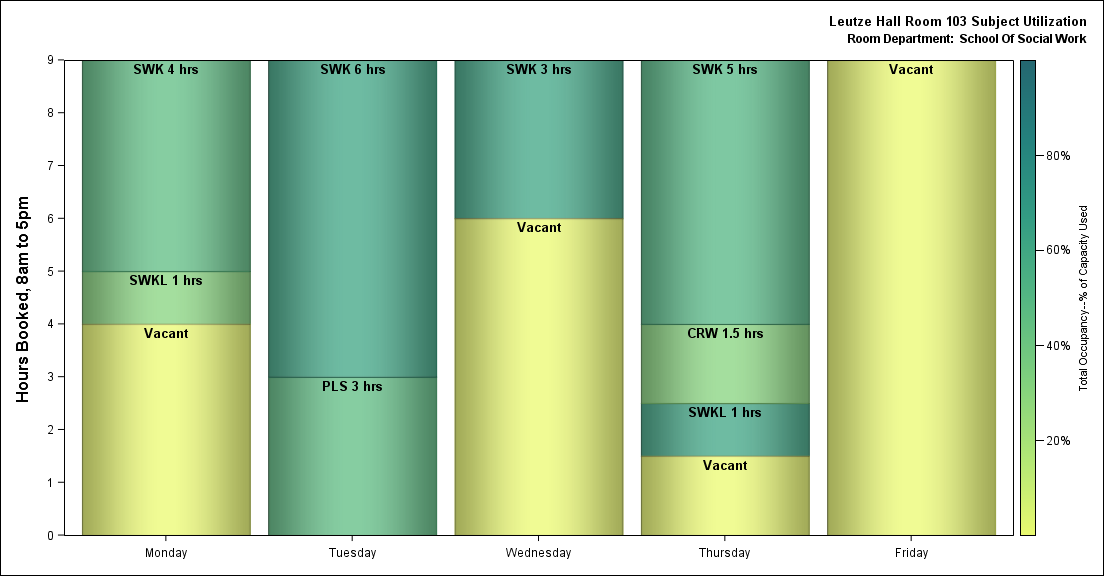 Leutze Hall Room 103 Subject Utilization
Room Department: School Of Social Work
Hours Booked, 8am to 5pm
9
8
7
6
5
4
3
2
1
0
SWK 4 hrs
SWKL 1 hrs
Vacant
SWK 6 hrs
PLS 3 hrs
SWK 3 hrs
Vacant
SWK 5 hrs
CRW 1.5 hrs
SWKL 1 hrs
Vacant
Vacant
Monday
Tuesday
Wednesday
Thursday
Friday
80%
60%
40%
20%
Total Occupancy--% of Capacity Used